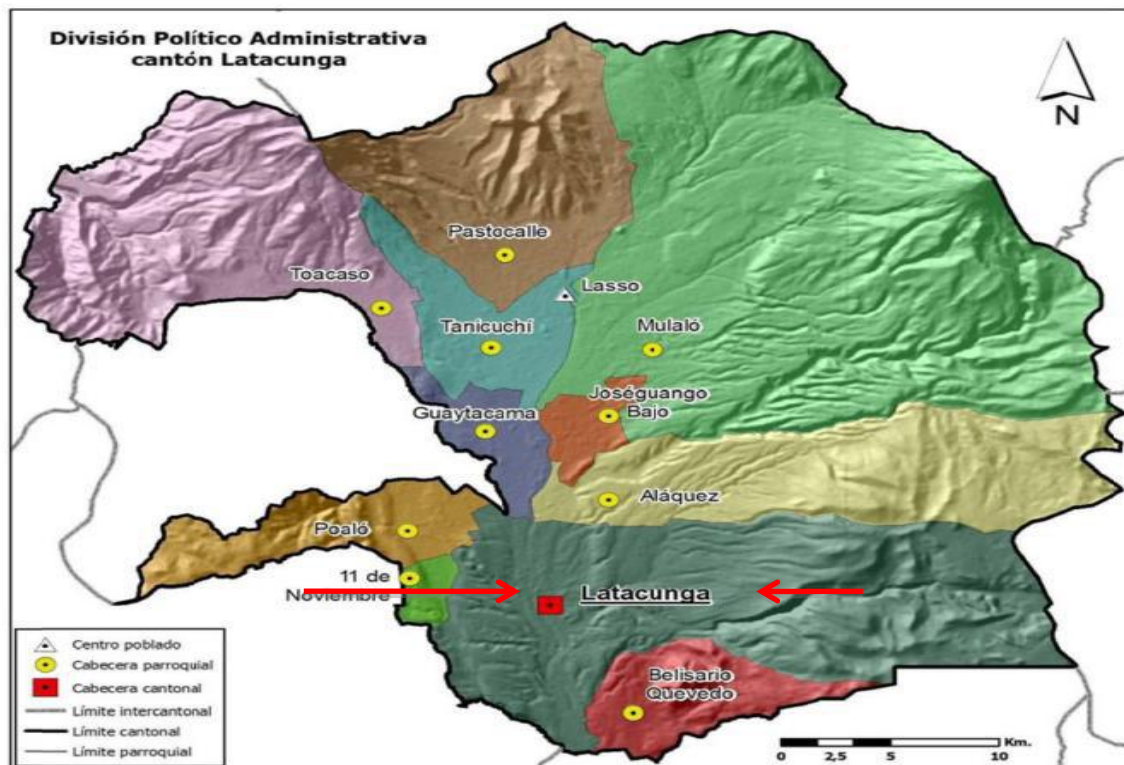 División Político Administrativa
cantón Latacunga
N
Pastocalle
Toacaso
Lasso
Tanicuchí
Mulaló
Joséguango
Bajo
Guaytacama
Aláquez
Poaló
11 de
Noviembre
Latacunga
Belisario
Quevedo
Centro poblado
Cabecera parroquial
Cabecera cantonal
Límite intercantonal
Límite cantonal
Límite parroquial
Km.
0 2,5 5 10